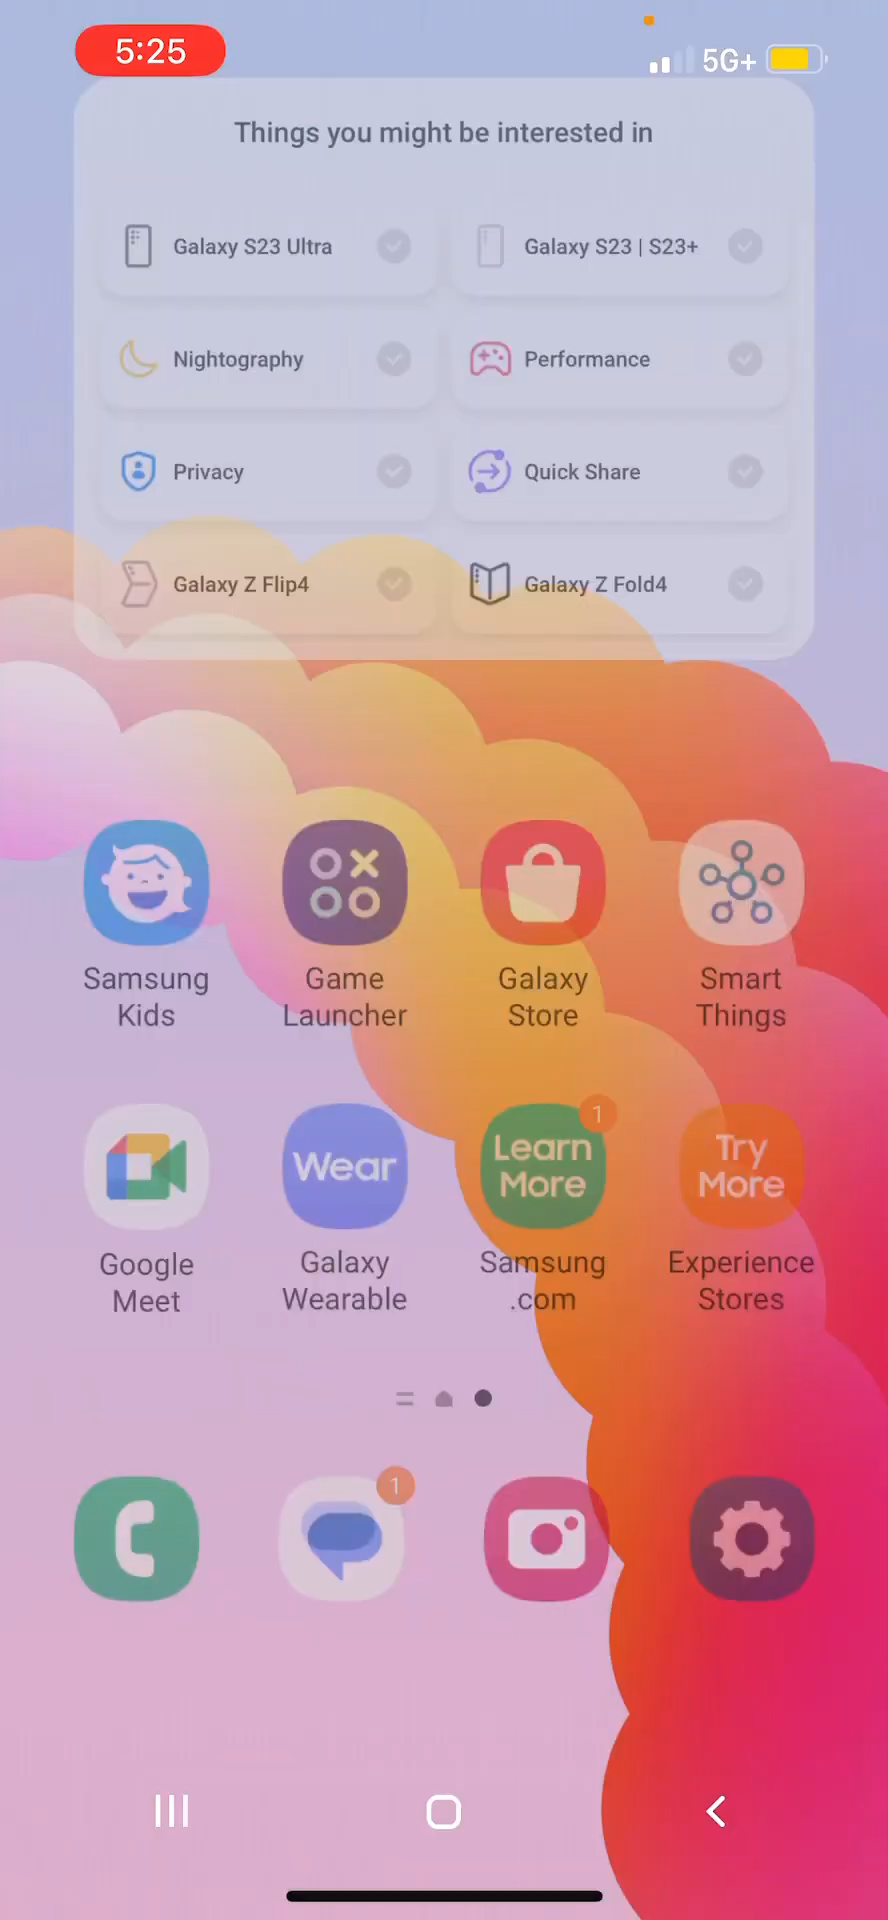 5:25
5G+
Things you might be interested in
Galaxy S23 Ultra
Galaxy S23 | S23+
Nightography
Performance
Privacy
Quick Share
Galaxy Z Flip4
Galaxy Z Fold4
Samsung
Kids
Game
Launcher
Galaxy
Store
Smart
Things
Wear
Learn
More
1
Try
More
Google
Meet
Galaxy
Wearable
Samsung
.com
Experience
Stores
1